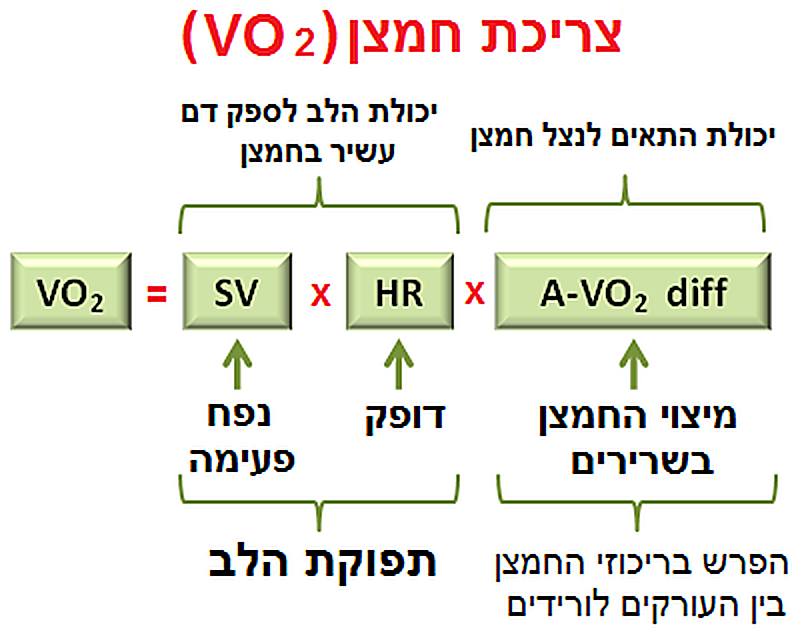 צריכת חמצן (VO2)
יכולת הלב לספק דם
עשיר בחמצן
יכולת התאים לנצל חמצן
VO₂ = SV x HR x A-VO₂ diff
נפח
פעימה
דופק
מיצוי החמצן
בשרירים
תפוקת הלב
הפרש בריכוזי החמצן
בין העורקים לורידים